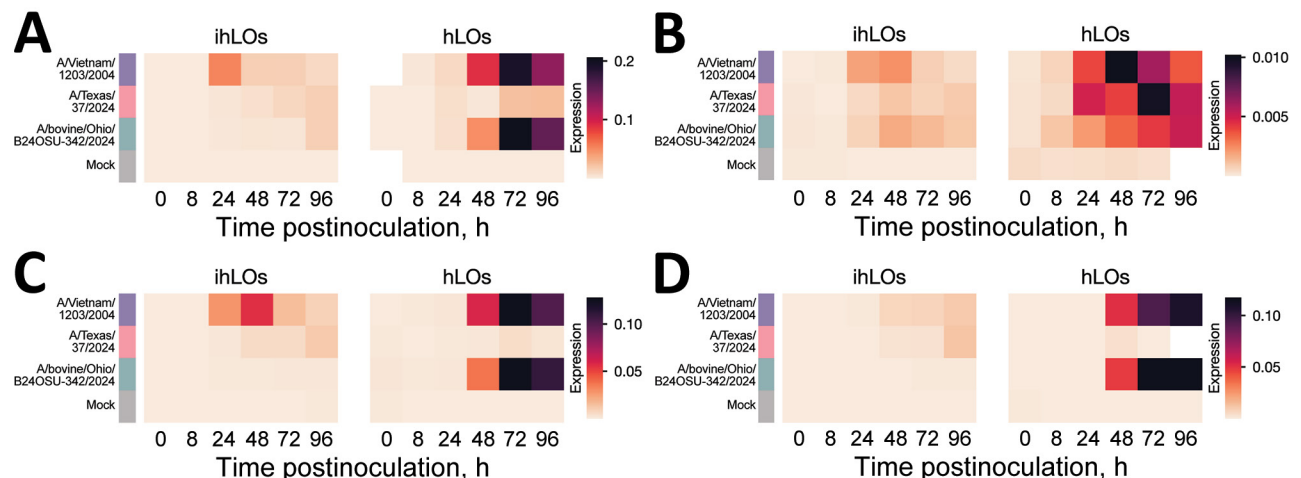 A
ihLOs
hLOs
A/Vietnam/
1203/2004
A/Texas/
37/2024
A/bovine/Ohio/
B24OSU-342/2024
Mock
0 8 24 48 72 96
0 8 24 48 72 96
Time postinoculation, h
0.2
0.1
Expression
B
ihLOs
hLOs
A/Vietnam/
1203/2004
A/Texas/
37/2024
A/bovine/Ohio/
B24OSU-342/2024
Mock
0 8 24 48 72 96
0 8 24 48 72 96
Time postinoculation, h
0.010
0.005
Expression
C
ihLOs
hLOs
A/Vietnam/
1203/2004
A/Texas/
37/2024
A/bovine/Ohio/
B24OSU-342/2024
Mock
0 8 24 48 72 96
0 8 24 48 72 96
Time postinoculation, h
0.10
0.05
Expression
D
ihLOs
hLOs
A/Vietnam/
1203/2004
A/Texas/
37/2024
A/bovine/Ohio/
B24OSU-342/2024
Mock
0 8 24 48 72 96
0 8 24 48 72 96
Time postinoculation, h
0.10
0.05
Expression